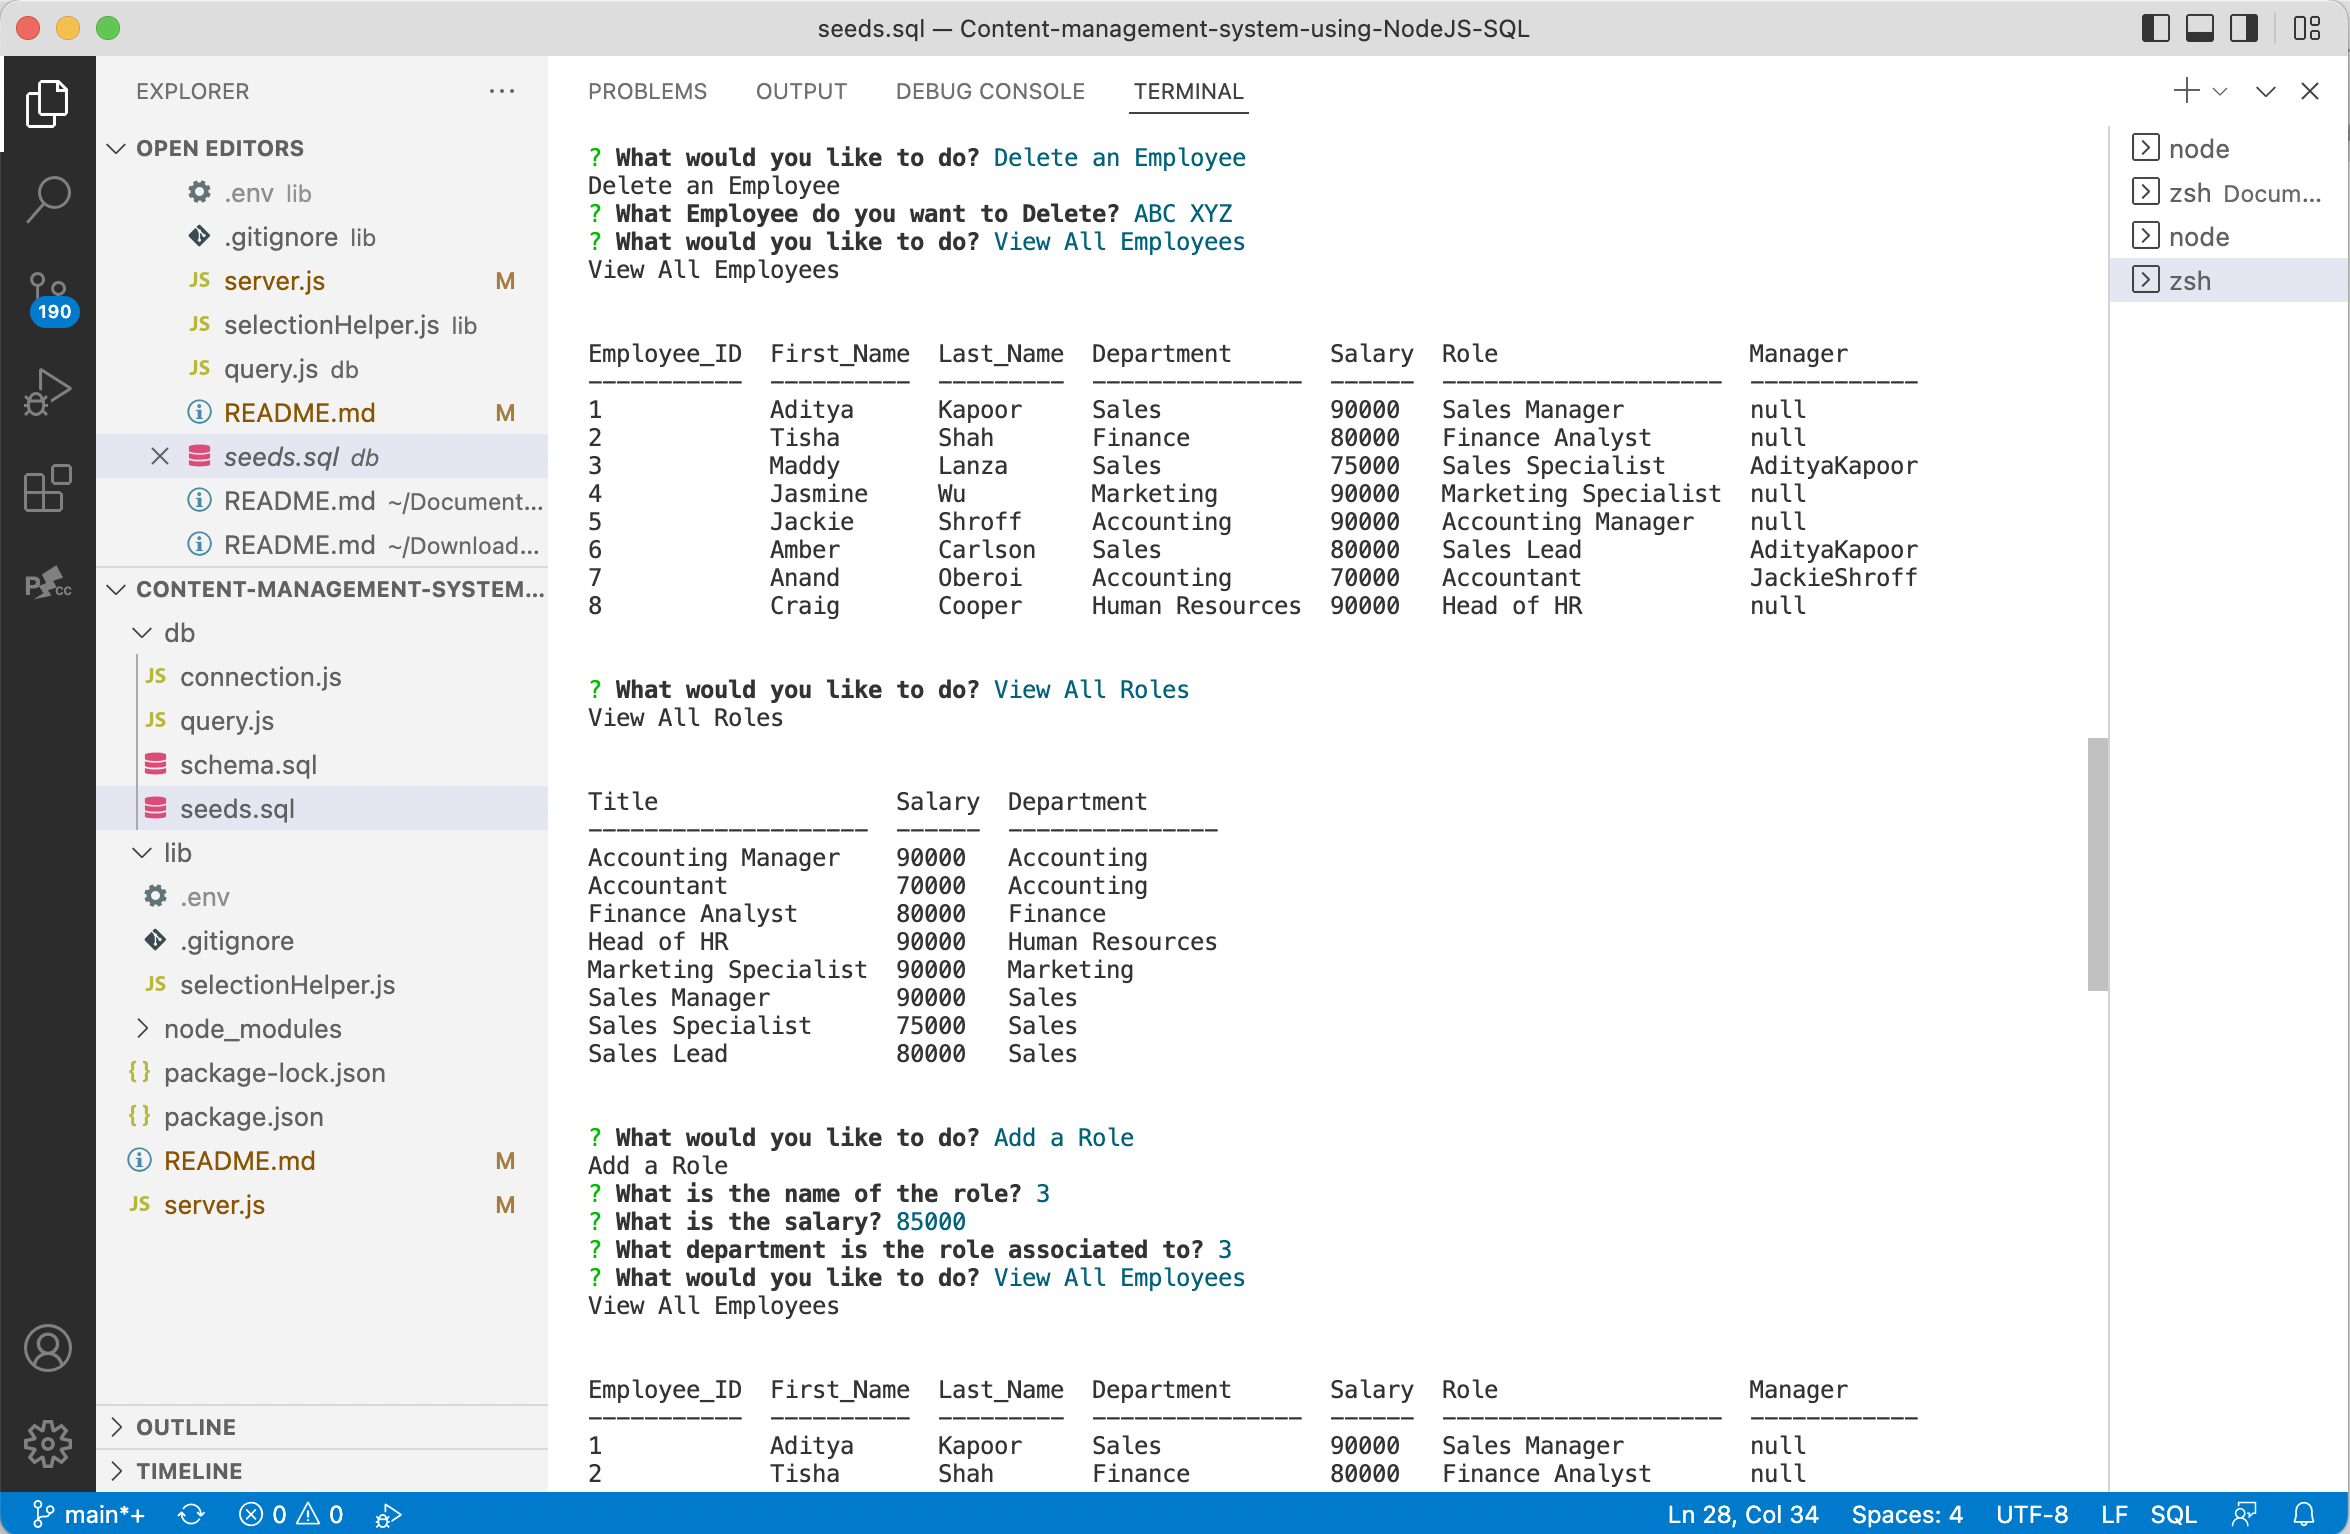 seeds.sql — Content-management-system-using-NodeJS-SQL
EXPLORER
OPEN EDITORS
.env lib
.gitignore lib
JS server.js M
JS selectionHelper.js lib
JS query.js db
README.md M
seeds.sql db
README.md ~/Document...
README.md ~/Download...
CONTENT-MANAGEMENT-SYSTEM...
db
JS connection.js
JS query.js
schema.sql
seeds.sql
lib
.env
.gitignore
JS selectionHelper.js
node_modules
{} package-lock.json
{} package.json
README.md M
JS server.js M
OUTLINE
TIMELINE
190
PROBLEMS OUTPUT DEBUG CONSOLE TERMINAL
? What would you like to do? Delete an Employee
Delete an Employee
? What Employee do you want to Delete? ABC XYZ
? What would you like to do? View All Employees
View All Employees
Employee_ID First_Name Last_Name Department Salary Role Manager
----------- ---------- --------- --------------- ------ -------------------- ------------
1 Aditya Kapoor Sales 90000 Sales Manager null
2 Tisha Shah Finance 80000 Finance Analyst null
3 Maddy Lanza Sales 75000 Sales Specialist AdityaKapoor
4 Jasmine Wu Marketing 90000 Marketing Specialist null
5 Jackie Shroff Accounting 90000 Accounting Manager null
6 Amber Carlson Sales 80000 Sales Lead AdityaKapoor
7 Anand Oberoi Accounting 70000 Accountant JackieShroff
8 Craig Cooper Human Resources 90000 Head of HR null
? What would you like to do? View All Roles
View All Roles
Title Salary Department
-------------------- ------ ---------------
Accounting Manager 90000 Accounting
Accountant 70000 Accounting
Finance Analyst 80000 Finance
Head of HR 90000 Human Resources
Marketing Specialist 90000 Marketing
Sales Manager 90000 Sales
Sales Specialist 75000 Sales
Sales Lead 80000 Sales
? What would you like to do? Add a Role
Add a Role
? What is the name of the role? 3
? What is the salary? 85000
? What department is the role associated to? 3
? What would you like to do? View All Employees
View All Employees
Employee_ID First_Name Last_Name Department Salary Role Manager
----------- ---------- --------- --------------- ------ -------------------- ------------
1 Aditya Kapoor Sales 90000 Sales Manager null
2 Tisha Shah Finance 80000 Finance Analyst null
node
zsh Docum...
node
zsh
main*+ 0 0 Ln 28, Col 34 Spaces: 4 UTF-8 LF SQL